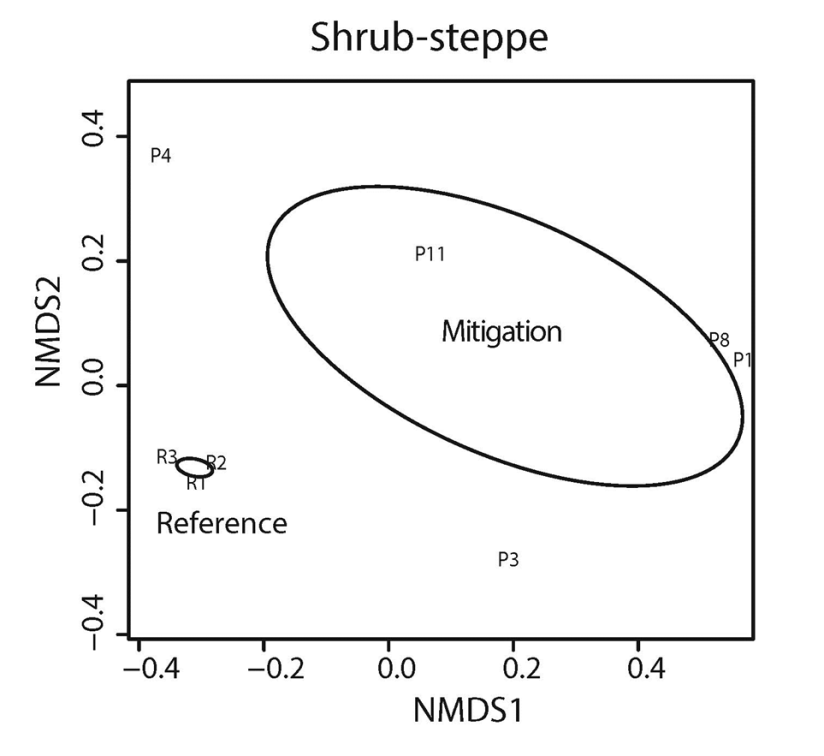 Shrub-steppe
NMDS2
0.4
0.2
0.0
−0.2
−0.4
P4
P11
Mitigation
P8
P1
R3
R2
R1
Reference
P3
−0.4
−0.2
0.0
0.2
0.4
NMDS1